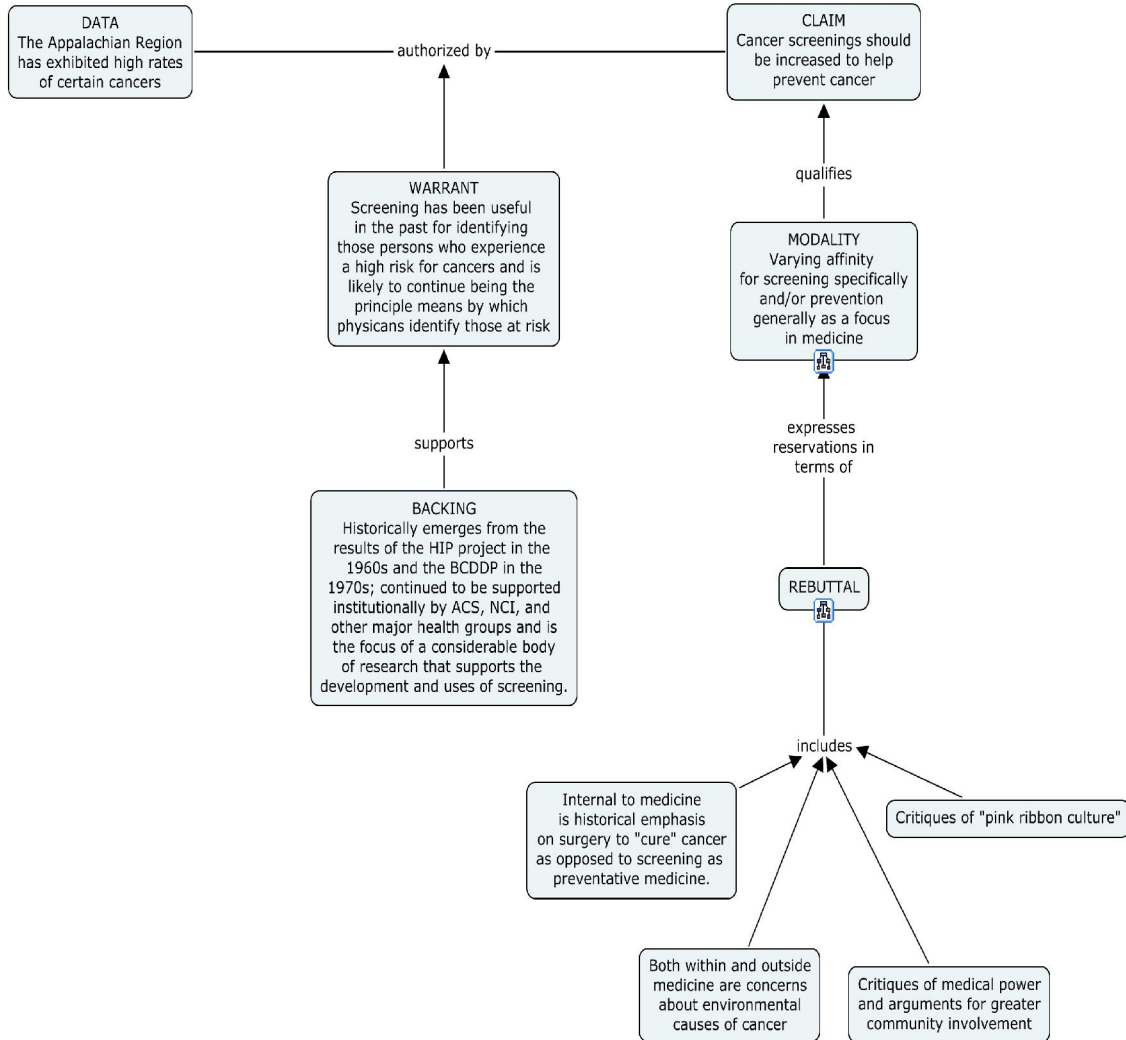 DATA
The Appalachian Region
has exhibited high rates
of certain cancers
authorized by
CLAIM
Cancer screenings should
be increased to help
prevent cancer
WARRANT
Screening has been useful
in the past for identifying
those persons who experience
a high risk for cancers and is
likely to continue being the
principle means by which
physicans identify those at risk
qualifies
MODALITY
Varying affinity
for screening specifically
and/or prevention
generally as a focus
in medicine
supports
expresses
reservations in
terms of
BACKING
Historically emerges from the
results of the HIP project in the
1960s and the BCDDP in the
1970s; continued to be supported
institutionally by ACS, NCI, and
other major health groups and is
the focus of a considerable body
of research that supports the
development and uses of screening.
REBUTTAL
includes
Internal to medicine
is historical emphasis
on surgery to "cure" cancer
as opposed to screening as
preventative medicine.
Critiques of "pink ribbon culture"
Both within and outside
medicine are concerns
about environmental
causes of cancer
Critiques of medical power
and arguments for greater
community involvement